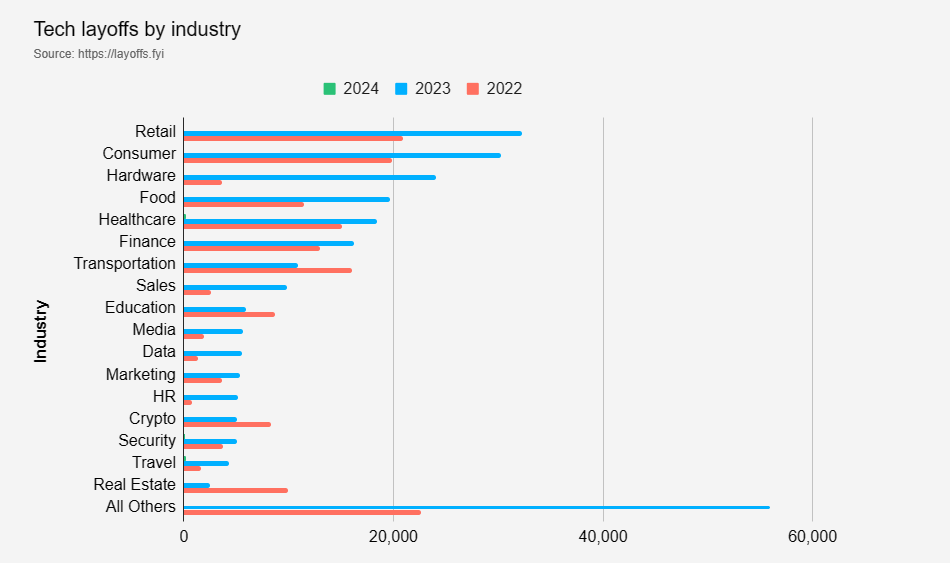 Tech layoffs by industry
Source: https://layoffs.fyi
2024 2023 2022
Industry
Retail
Consumer
Hardware
Food
Healthcare
Finance
Transportation
Sales
Education
Media
Data
Marketing
HR
Crypto
Security
Travel
Real Estate
All Others
0 20,000 40,000 60,000